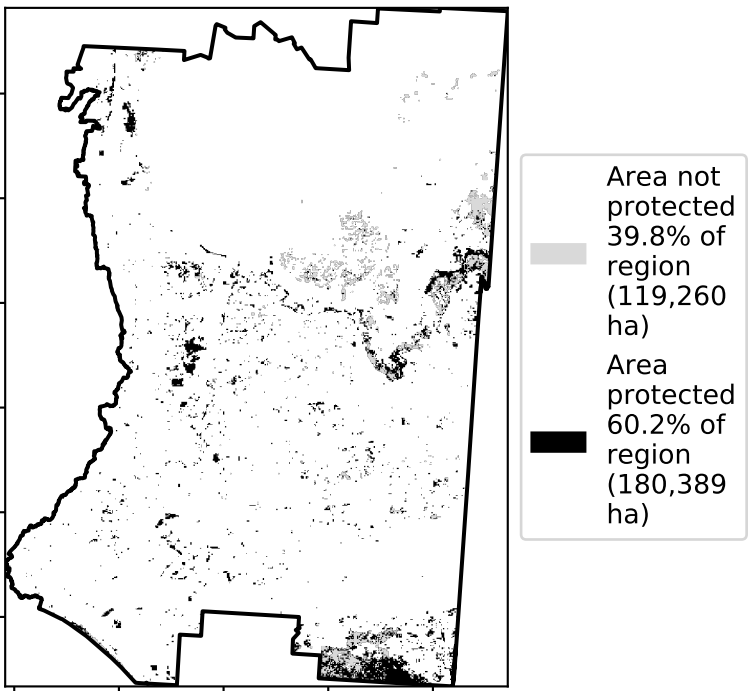 Area not
protected
39.8% of
region
(119,260
ha)
Area
protected
60.2% of
region
(180,389
ha)